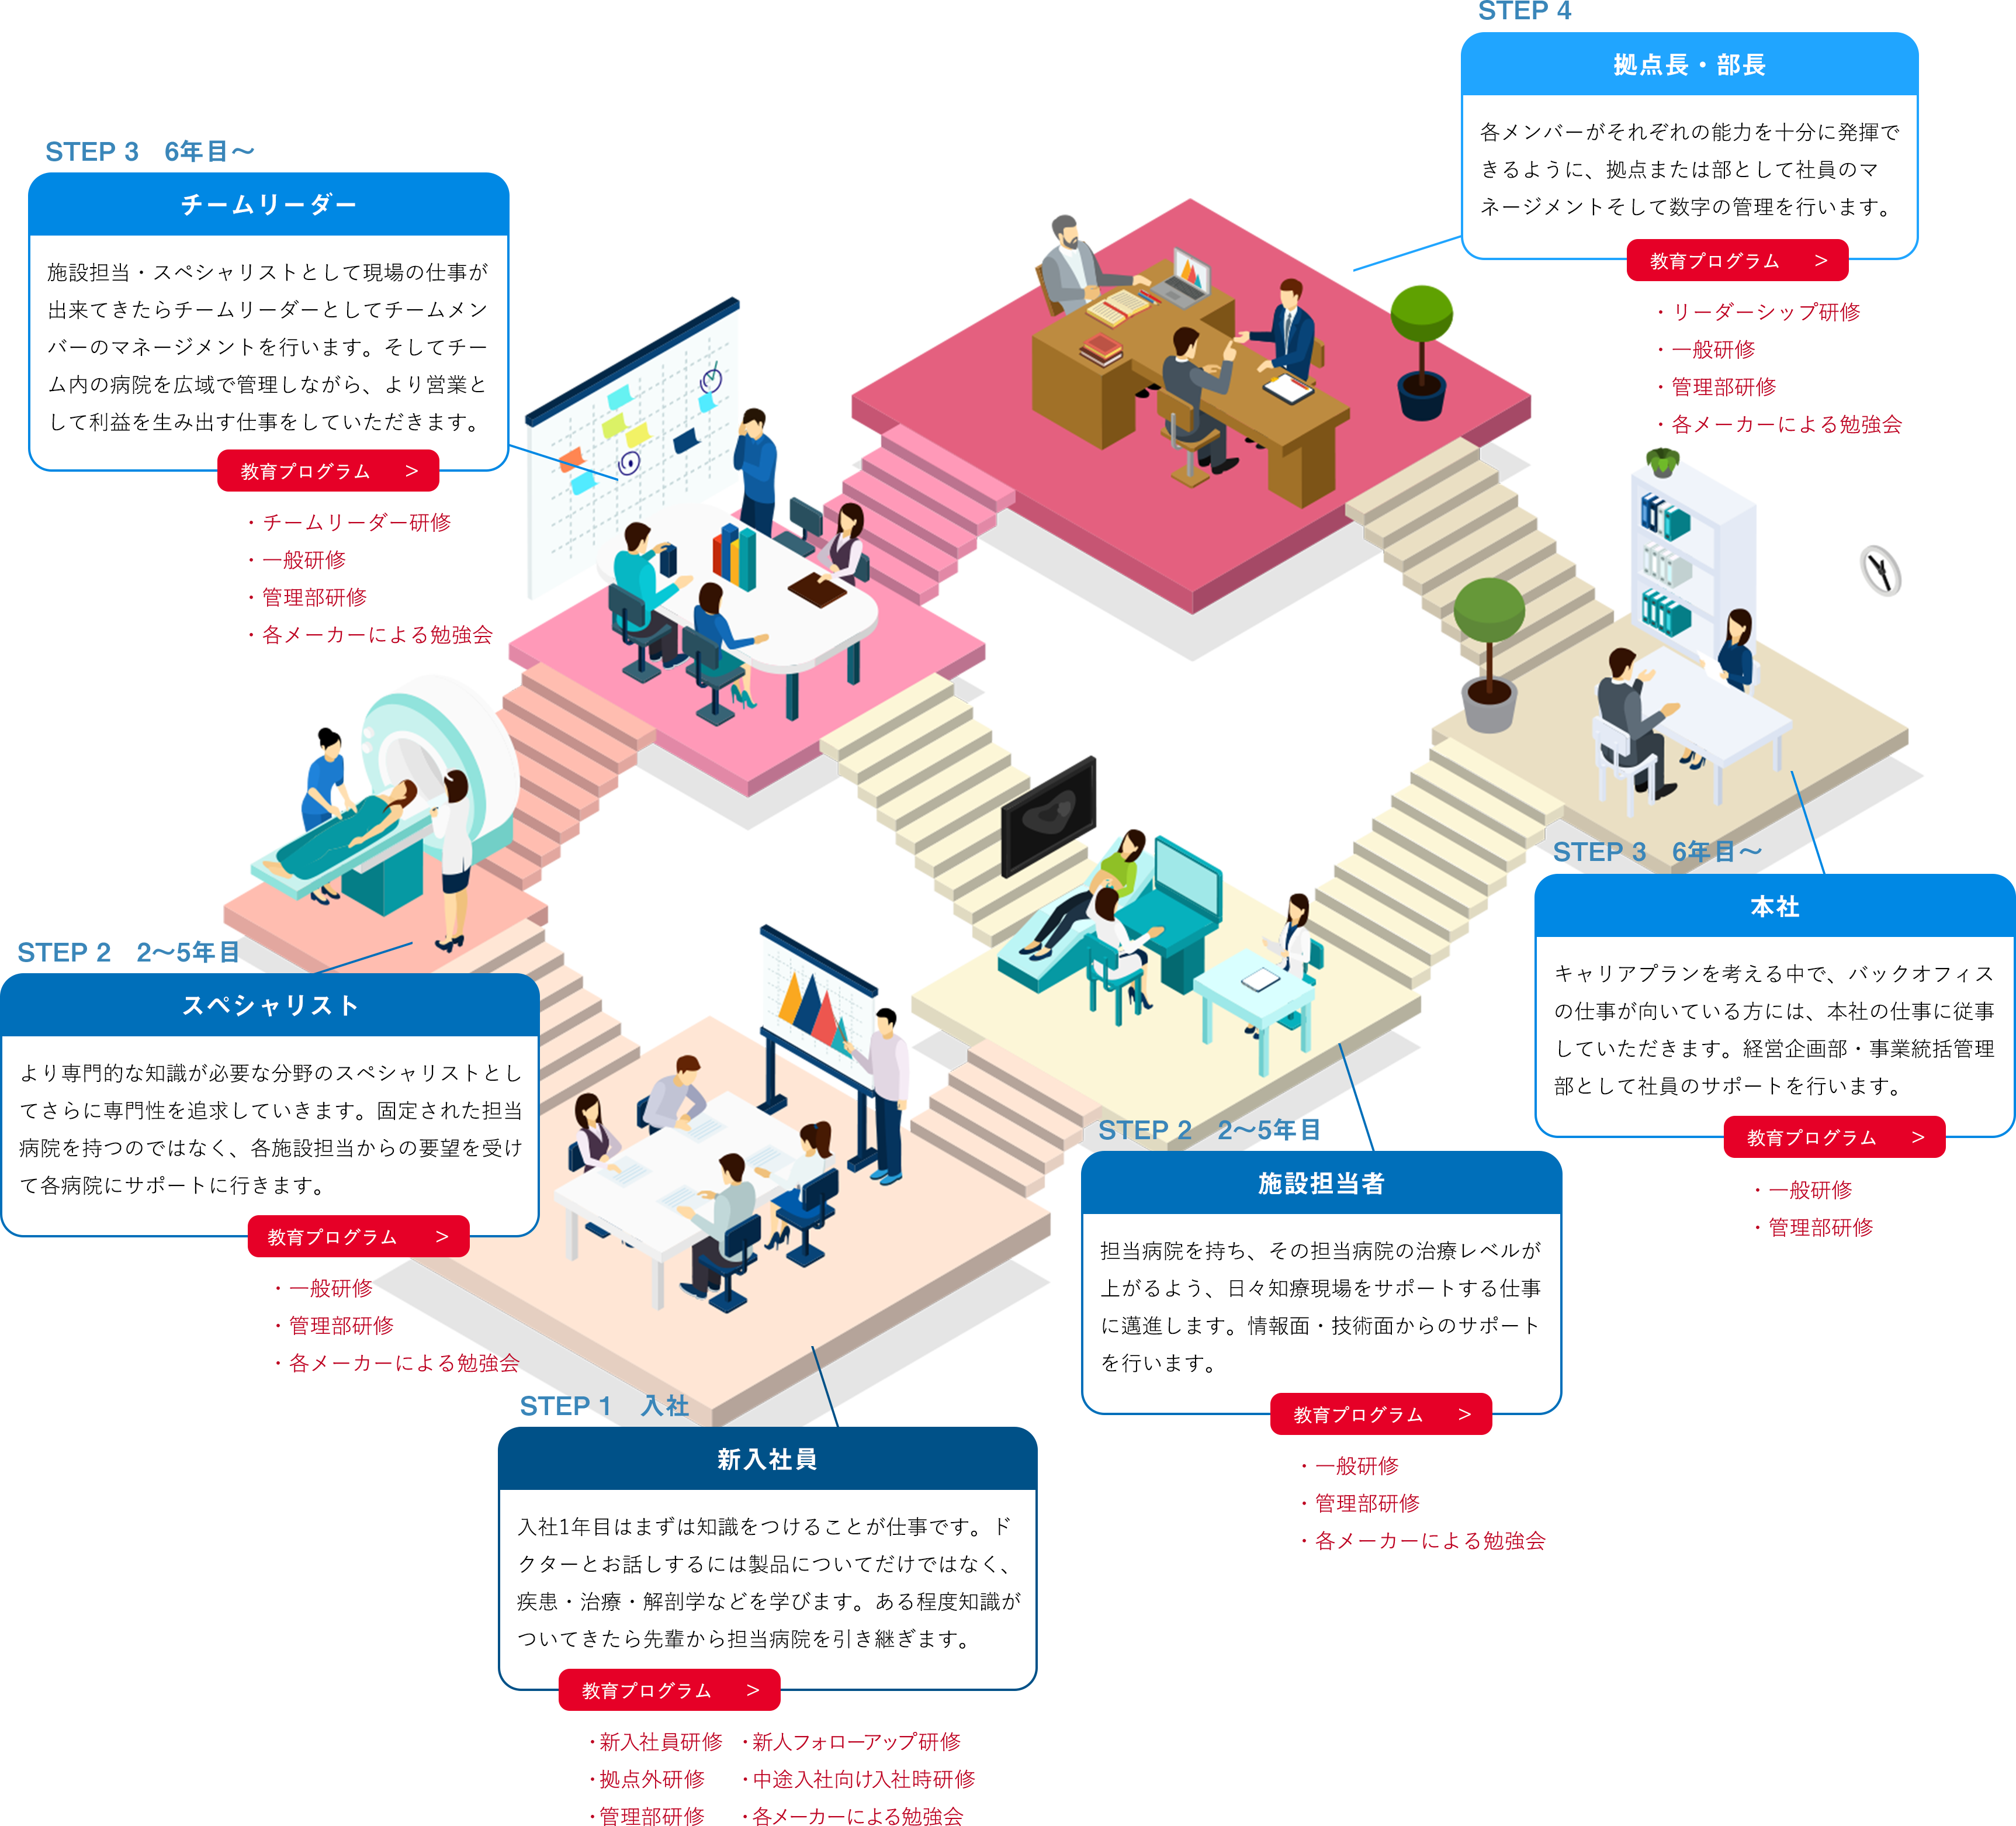 STEP 4
拠点長・部長
各メンバーがそれぞれの能力を十分に発揮で
きるように、拠点または部として社員のマ
ネージメントそして数字の管理を行います。
教育プログラム >
・リーダーシップ研修
・一般研修
・管理部研修
・各メーカーによる勉強会
STEP 3 6年目〜
チームリーダー
施設担当・スペシャリストとして現場の仕事が
出来てきたらチームリーダーとしてチームメン
バーのマネージメントを行います。そしてチー
ム内の病院を広域で管理しながら、より営業と
して利益を生み出す仕事をしていただきます。
教育プログラム >
・チームリーダー研修
・一般研修
・管理部研修
・各メーカーによる勉強会
STEP 3 6年目〜
本社
キャリアプランを考える中で、バックオフィス
の仕事が向いている方には、本社の仕事に従事
していただきます。経営企画部・事業統括管理
部として社員のサポートを行います。
教育プログラム >
・一般研修
・管理部研修
STEP 2 2〜5年目
スペシャリスト
より専門的な知識が必要な分野のスペシャリストとし
てさらに専門性を追求していきます。固定された担当
病院を持つのではなく、各施設担当からの要望を受け
て各病院にサポートに行きます。
教育プログラム >
・一般研修
・管理部研修
・各メーカーによる勉強会
STEP 2 2〜5年目
施設担当者
担当病院を持ち、その担当病院の治療レベルが
上がるよう、日々知療現場をサポートする仕事
に邁進します。情報面・技術面からのサポート
を行います。
教育プログラム >
・一般研修
・管理部研修
・各メーカーによる勉強会
STEP 1 入社
新入社員
入社1年目はまずは知識をつけることが仕事です。ド
クターとお話しするには製品についてだけではなく、
疾患・治療・解剖学などを学びます。ある程度知識が
ついてきたら先輩から担当病院を引き継ぎます。
教育プログラム >
・新入社員研修 ・新人フォローアップ研修
・拠点外研修 ・中途入社向け入社時研修
・管理部研修 ・各メーカーによる勉強会